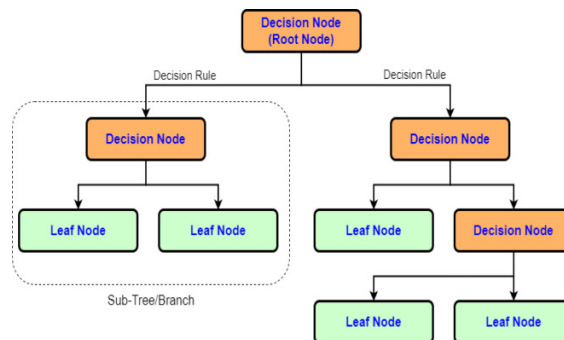 Decision Node
(Root Node)
Decision Rule
Decision Rule
Decision Node
Decision Node
Leaf Node
Leaf Node
Leaf Node
Decision Node
Sub-Tree/Branch
Leaf Node
Leaf Node